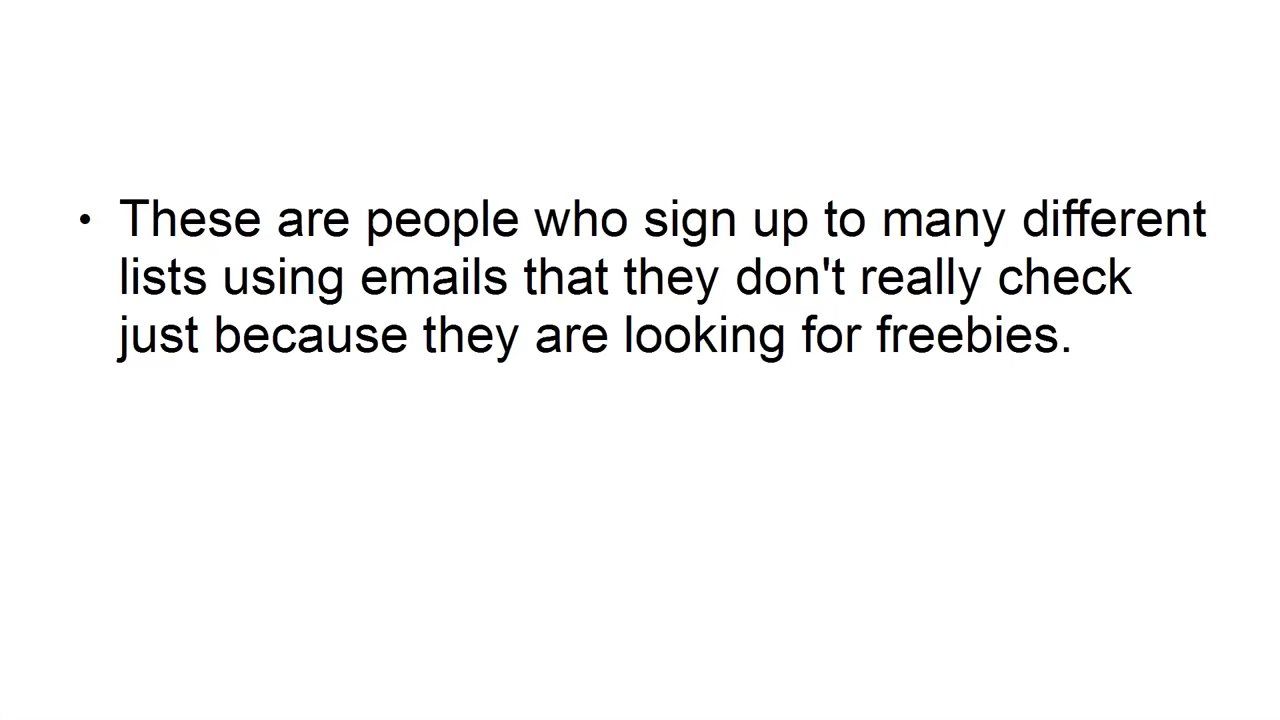 • These are people who sign up to many different
lists using emails that they don't really check
just because they are looking for freebies.